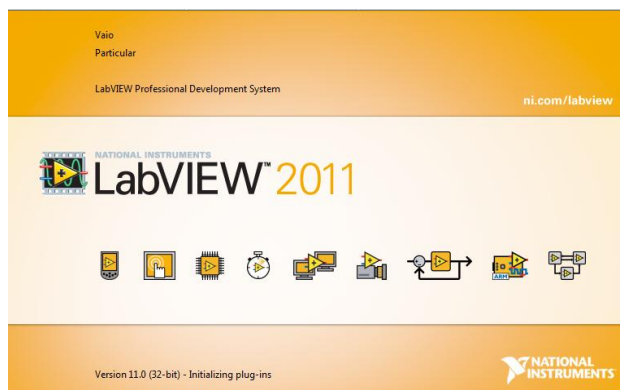 Vaio
Particular
LabVIEW Professional Development System
ni.com/labview
NATIONAL INSTRUMENTS
LabVIEW™ 2011
ARM
Version 11.0 (32-bit) - Initializing plug-ins
NATIONAL
INSTRUMENTS